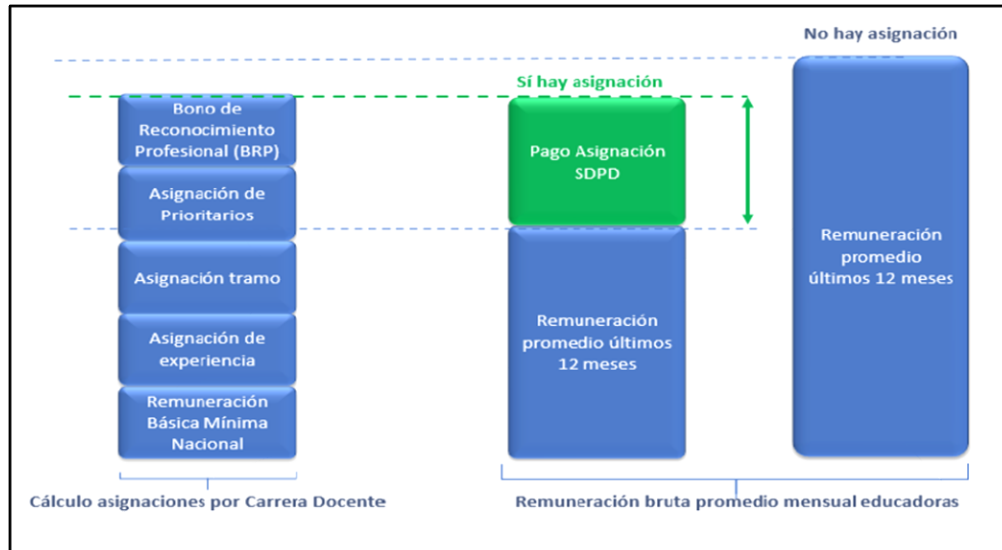 No hay asignación
Sí hay asignación
Bono de
Reconocimiento
Profesional (BRP)
Asignación de
Prioritarios
Asignación tramo
Asignación de
experiencia
Remuneración
Básica Mínima
Nacional
Pago Asignación
SDPD
Remuneración
promedio últimos
12 meses
Remuneración
promedio
últimos 12 meses
Cálculo asignaciones por Carrera Docente
Remuneración bruta promedio mensual educadoras